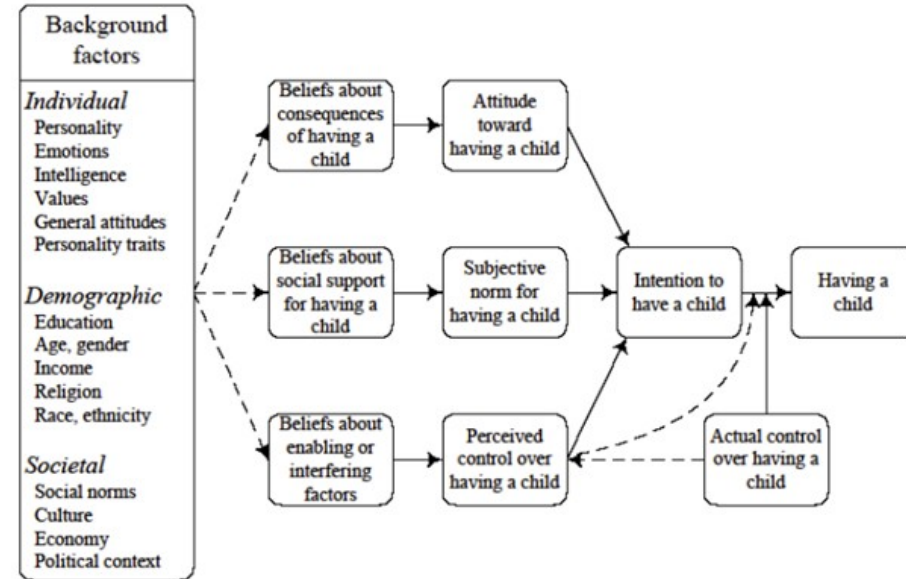 Background
factors
Individual
Personality
Emotions
Intelligence
Values
General attitudes
Personality traits
Demographic
Education
Age, gender
Income
Religion
Race, ethnicity
Societal
Social norms
Culture
Economy
Political context
Beliefs about
consequences
of having a
child
Attitude
toward
having a child
Beliefs about
social support
for having a
child
Subjective
norm for
having a child
Intention to
have a child
Having a
child
Beliefs about
enabling or
interfering
factors
Perceived
control over
having a child
Actual control
over having a
child